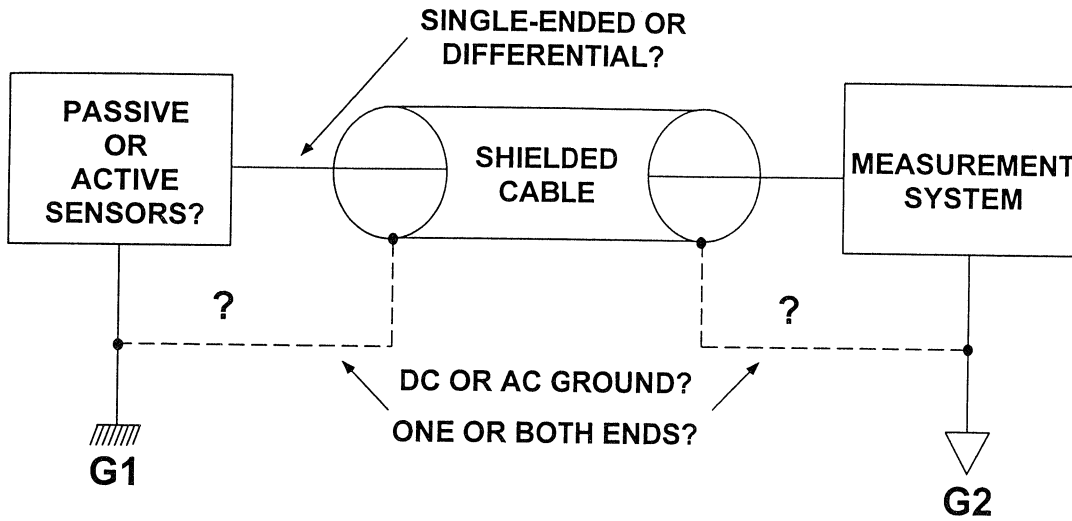 SINGLE-ENDED OR
DIFFERENTIAL?
PASSIVE
OR
ACTIVE
SENSORS?
SHIELDED
CABLE
MEASUREMENT
SYSTEM
?
?
DC OR AC GROUND?
ONE OR BOTH ENDS?
G1
G2